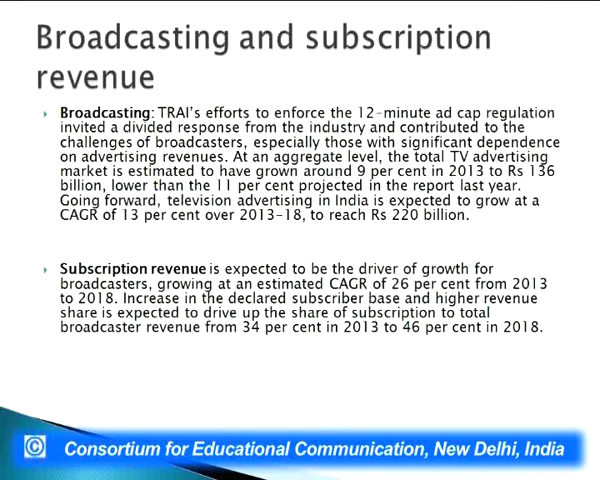 Broadcasting and subscription
revenue
Broadcasting: TRAI's efforts to enforce the 12-minute ad cap regulation
invited a divided response from the industry and contributed to the
challenges of broadcasters, especially those with significant dependence
on advertising revenues. At an aggregate level, the total TV advertising
market is estimated to have grown around 9 per cent in 2013 to Rs 136
billion, lower than the 11 per cent projected in the report last year.
Going forward, television advertising in India is expected to grow at a
CAGR of 13 per cent over 2013-18, to reach Rs 220 billion.
Subscription revenue is expected to be the driver of growth for
broadcasters, growing at an estimated CAGR of 26 per cent from 2013
to 2018. Increase in the declared subscriber base and higher revenue
share is expected to drive up the share of subscription to total
broadcaster revenue from 34 per cent in 2013 to 46 per cent in 2018.
© Consortium for Educational Communication, New Delhi, India